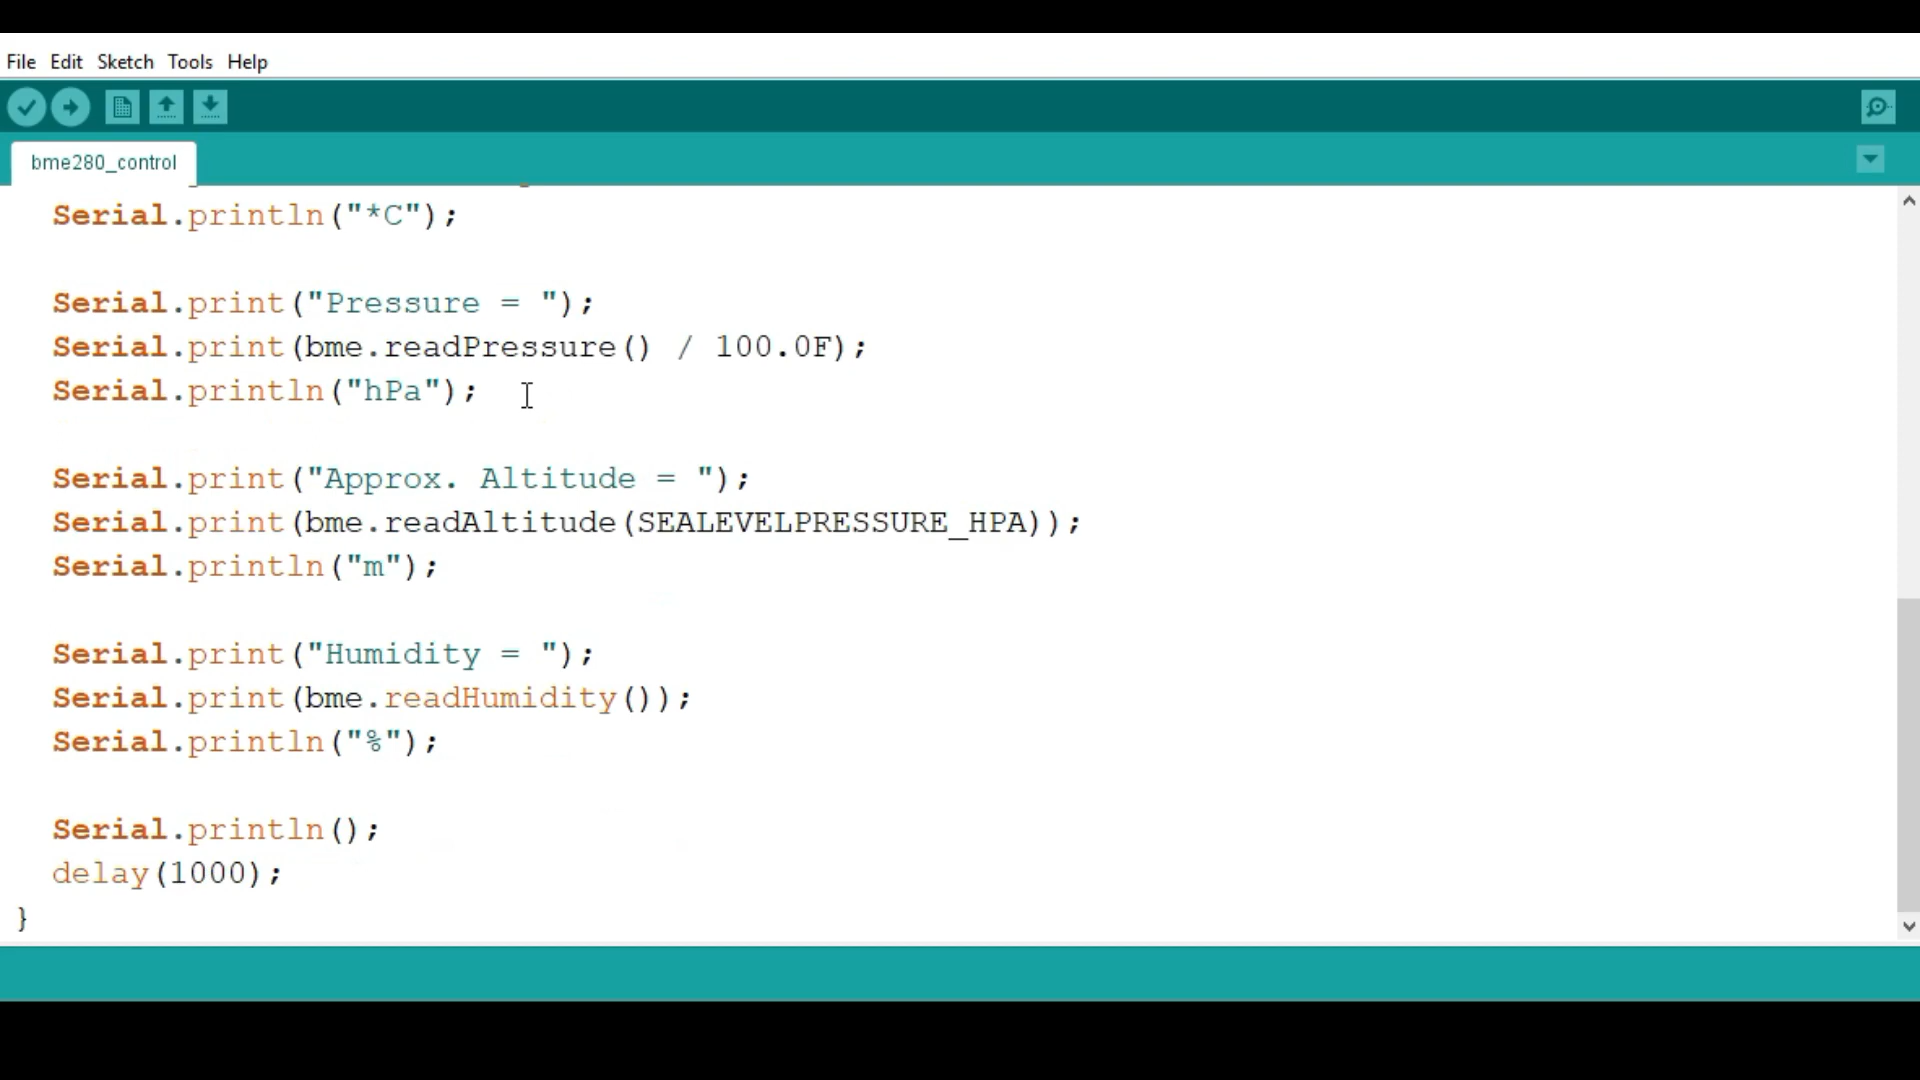 File Edit Sketch Tools Help
bme280_control
Serial.println("*C");
Serial.print("Pressure = ");
Serial.print(bme.readPressure() / 100.0F);
Serial.println("hPa");
Serial.print("Approx. Altitude = ");
Serial.print(bme.readAltitude(SEALEVELPRESSURE_HPA));
Serial.println("m");
Serial.print("Humidity = ");
Serial.print(bme.readHumidity());
Serial.println("%");
Serial.println();
delay(1000);
}